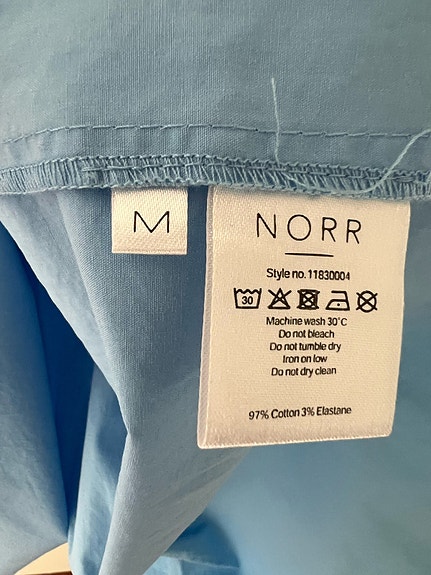 M
NORR
Style no. 11830004
30
Machine wash 30°C
Do not bleach
Do not tumble dry
Iron on low
Do not dry clean
97% Cotton 3% Elastane